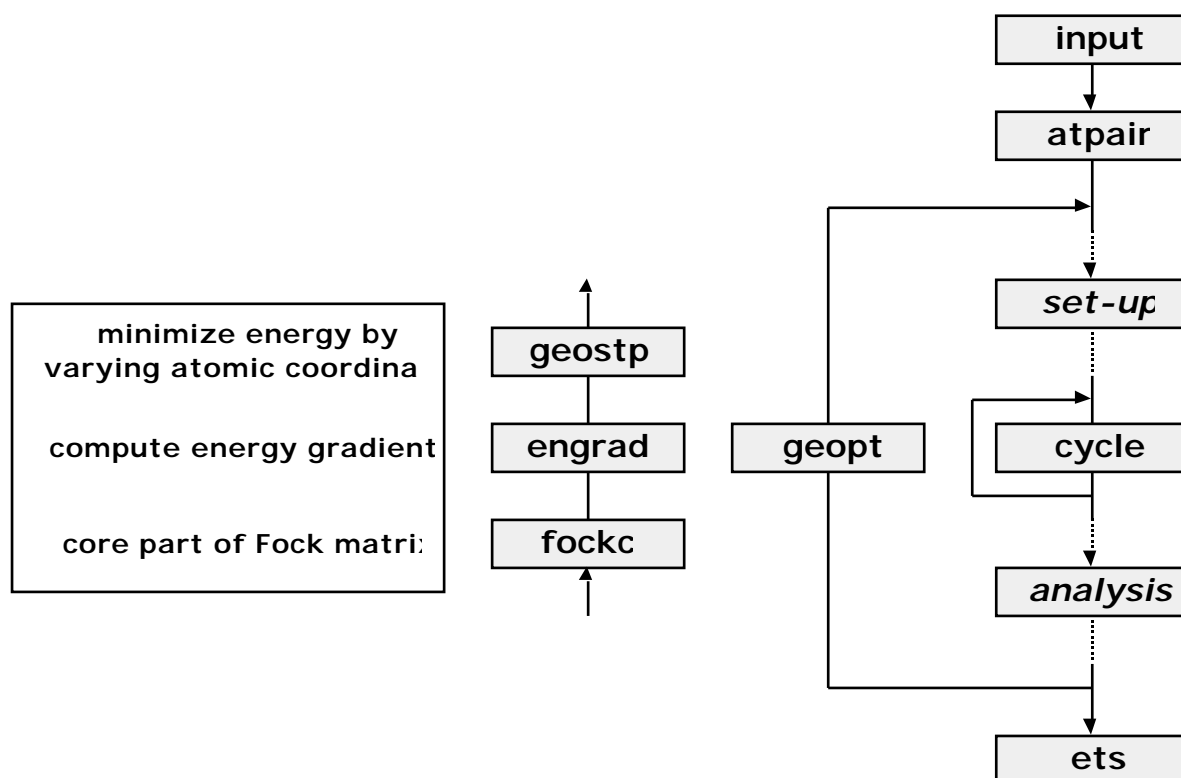 input
atpair
set-up
minimize energy by
varying atomic coordina
geostp
compute energy gradient
engrad
geopt
cycle
core part of Fock matri
fockc
analysis
ets